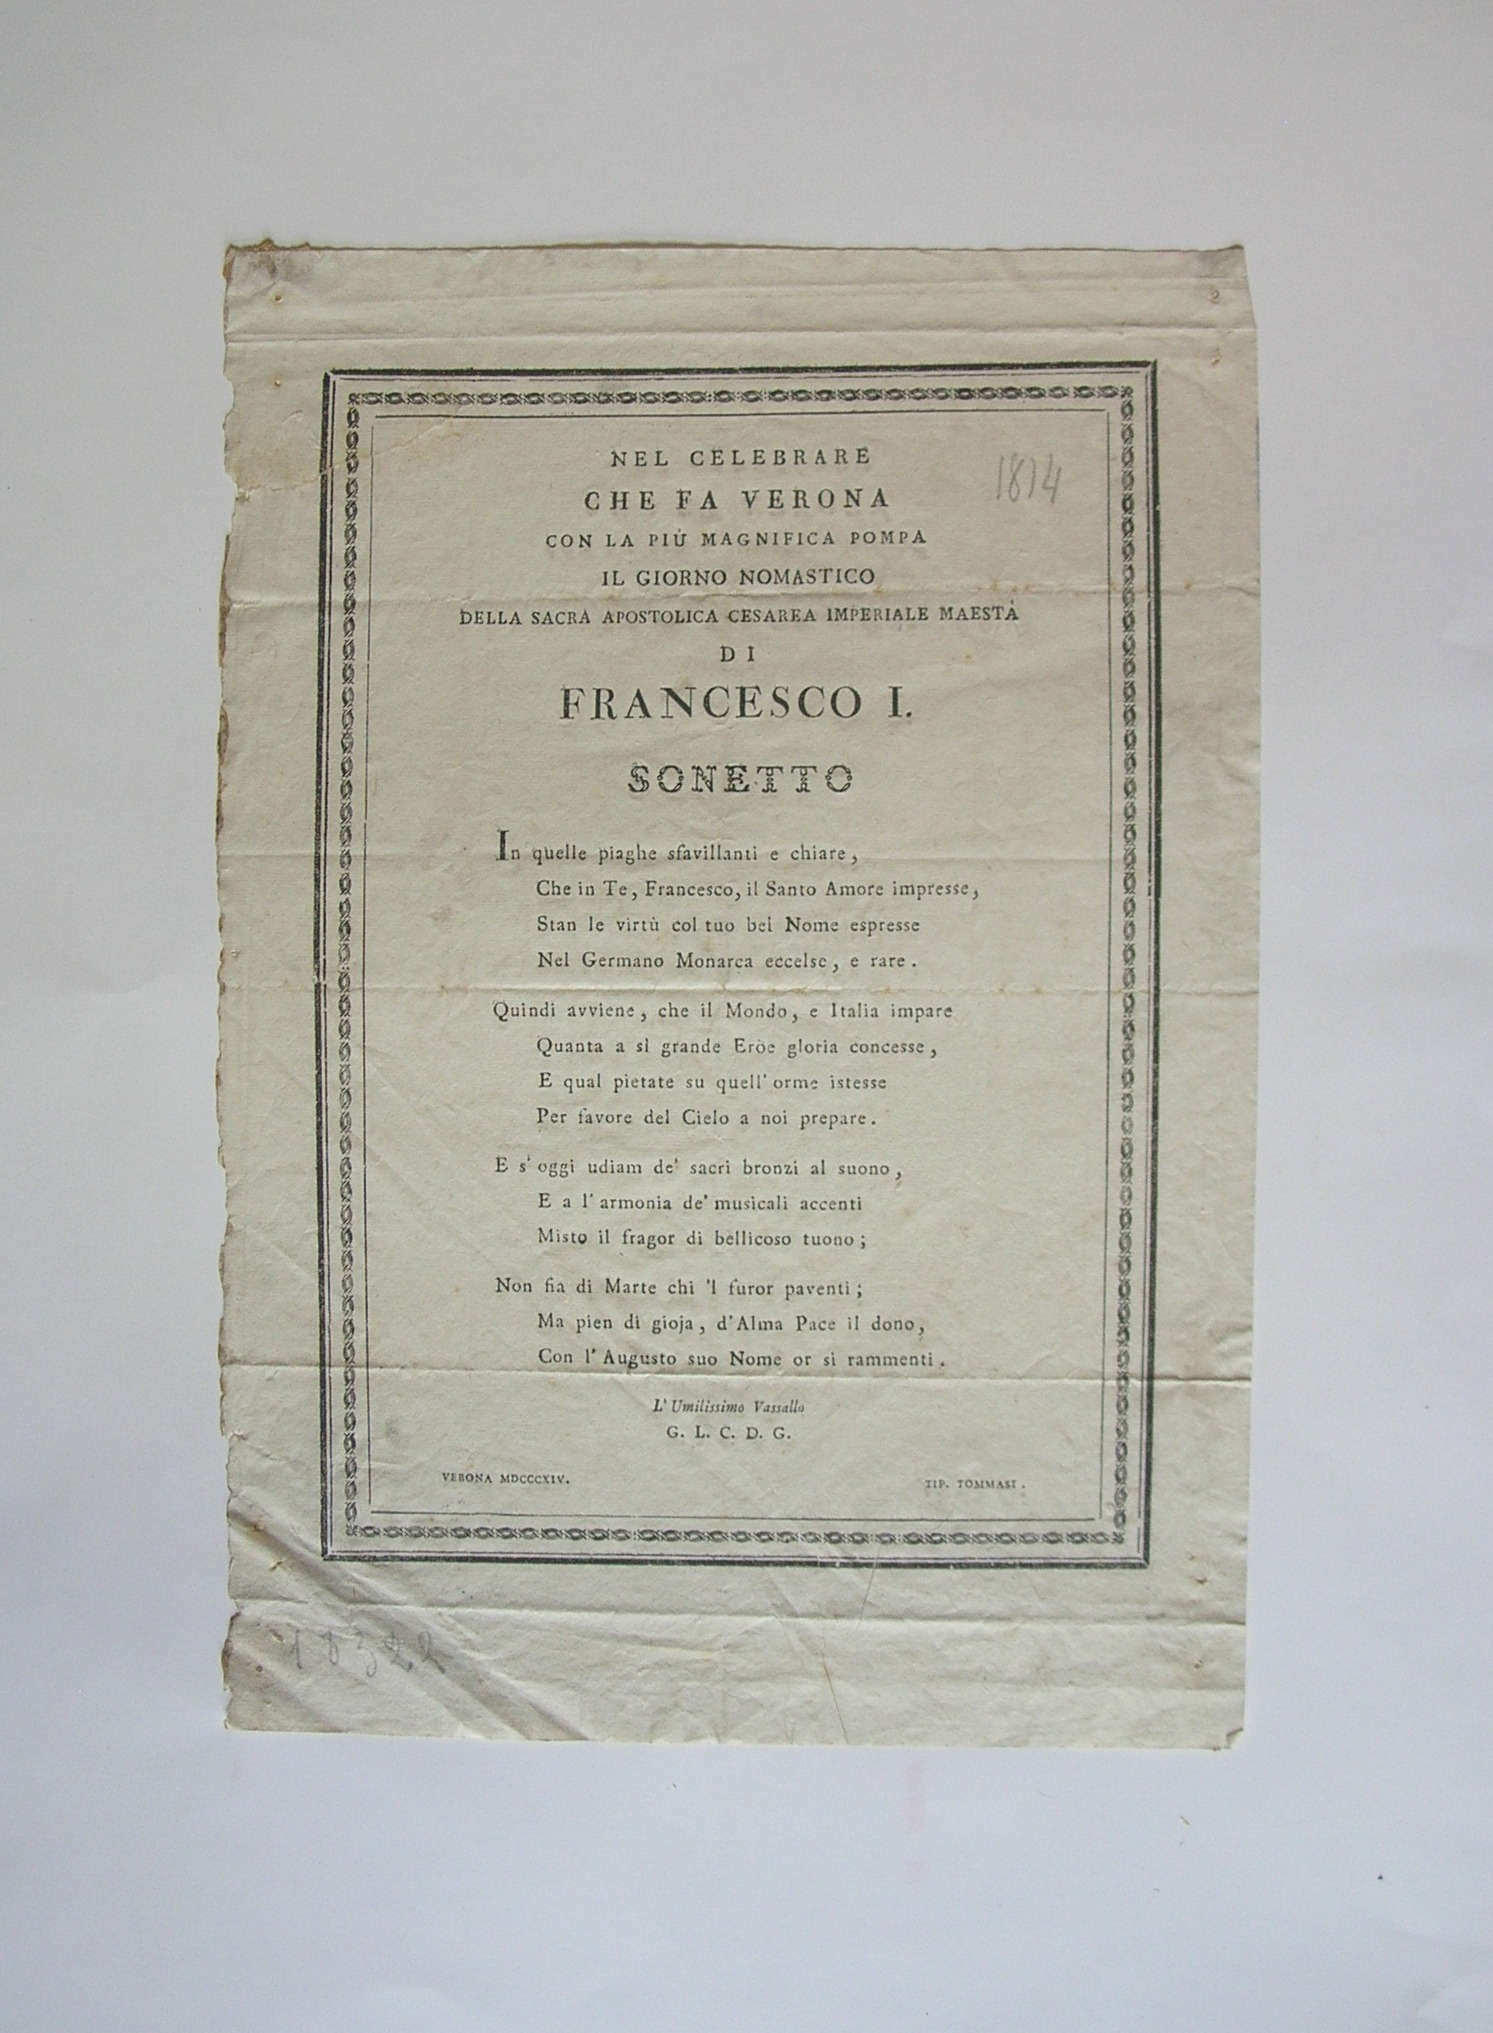 NEL CELEBRARE
1814
CHE FA VERONA
CON LA PIÙ MAGNIFICA POMPA
IL GIORNO NOMASTICO
DELLA SACRA APOSTOLICA CESAREA IMPERIALE MAESTÀ
DI
FRANCESCO I.
SONETTO
In quelle piaghe sfavillanti e chiare,
Che in Te, Francesco, il Santo Amore impresse,
Stan le virtù col tuo bel Nome espresse
Nel Germano Monarca eccelse, e rare.
Quindi avviene, che il Mondo, e Italia impare
Quanta a sì grande Eròe gloria concesse,
E qual pietate su quell' orme istesse
Per favore del Cielo a noi prepare.
E s' oggi udiam de' sacri bronzi al suono,
E a l' armonia de' musicali accenti
Misto il fragor di bellicoso tuono;
Non fia di Marte chi 'l furor paventi;
Ma pien di gioja, d'Alma Pace il dono,
Con l' Augusto suo Nome or si rammenti.
L' Umilissimo Vassallo
G. L. C. D. G.
VERONA MDCCCXIV.
TIP. TOMMASI.
18322